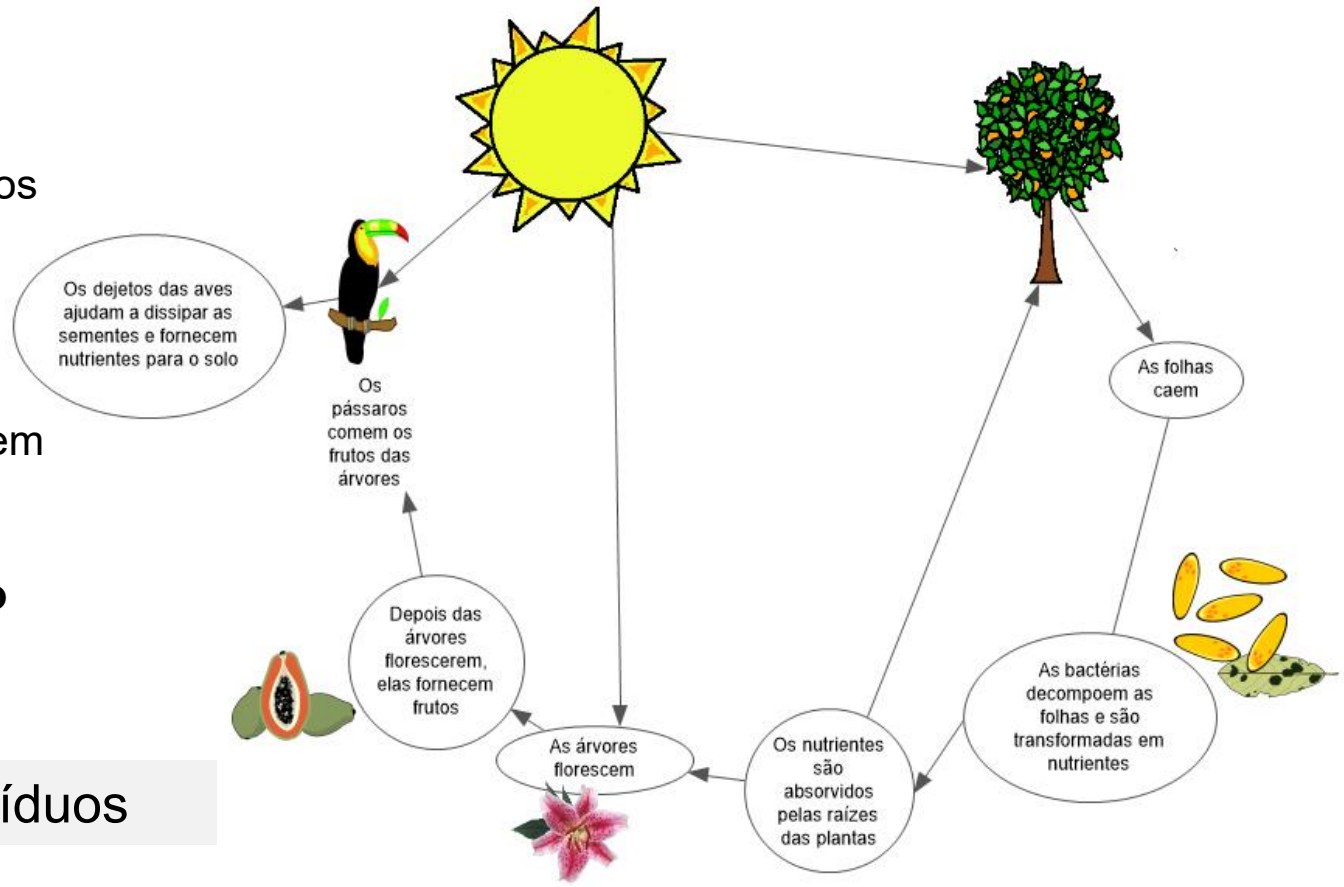 os
em
o
íduos
Os dejetos das aves
ajudam a dissipar as
sementes e fornecem
nutrientes para o solo
Os
pássaros
comem os
frutos das
árvores
As folhas
caem
Depois das
árvores
florescerem,
elas fornecem
frutos
As árvores
florescem
Os nutrientes
são
absorvidos
pelas raízes
das plantas
As bactérias
decompoem as
folhas e são
transformadas em
nutrientes